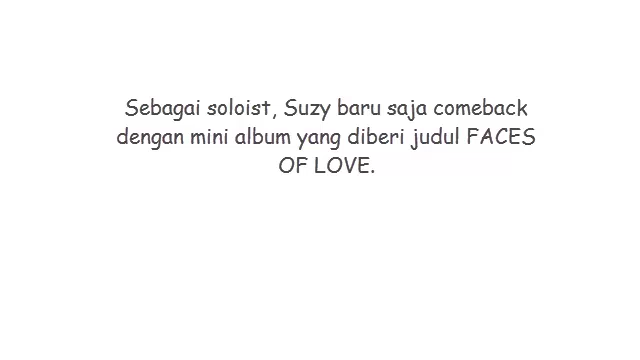 Sebagai soloist, Suzy baru saja comeback
dengan mini album yang diberi judul FACES
OF LOVE.